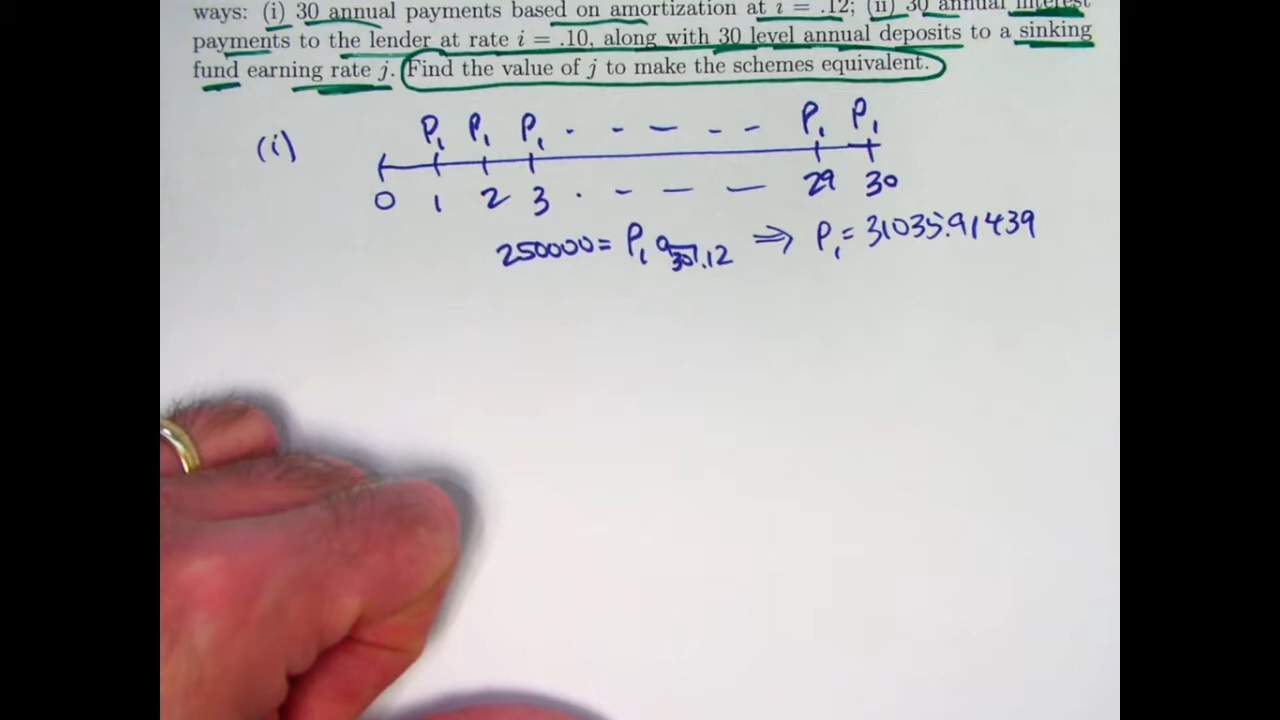 ways: (i) 30 annual payments based on amortization at i = .12; (ii) 30 annual interest
payments to the lender at rate i = .10, along with 30 level annual deposits to a sinking
fund earning rate j. Find the value of j to make the schemes equivalent.
(i)
P₁ P₁ P₁ . - - - - P₁ P₁
0 1 2 3 . - - - 29 30
250000 = P₁ a30⌉.12 ⇒ P₁ = 31035.91439